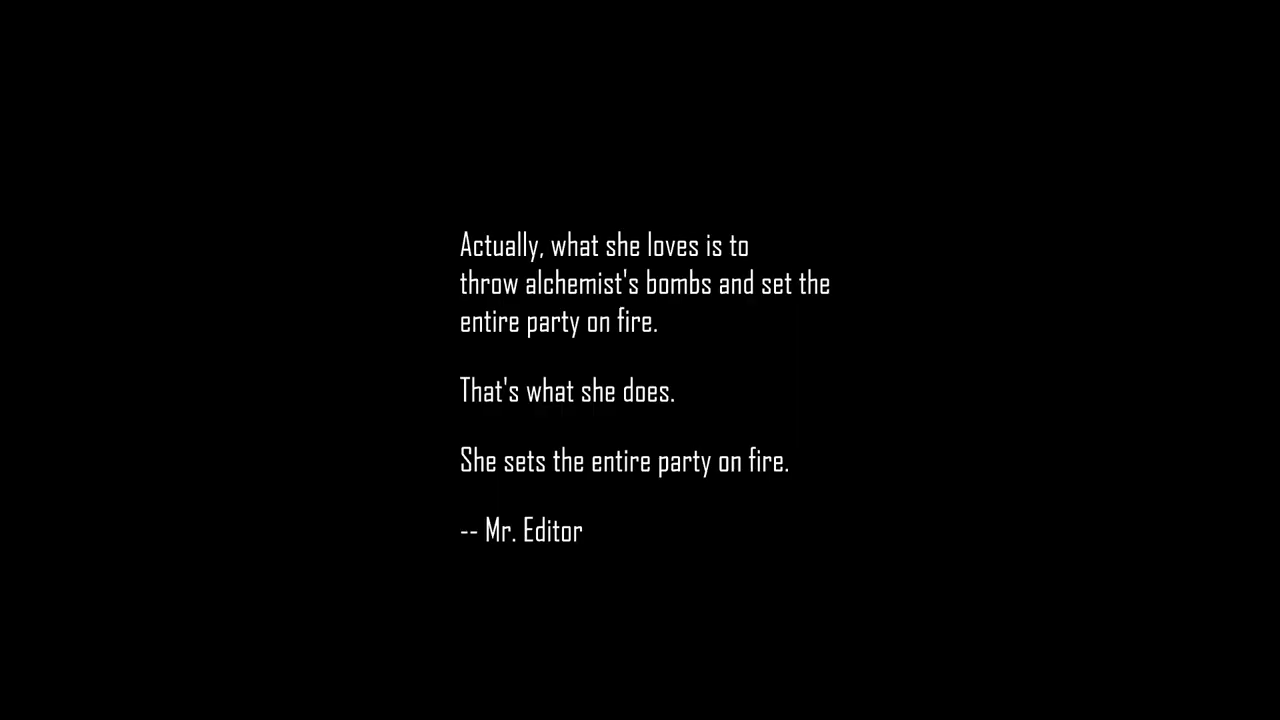 Actually, what she loves is to
throw alchemist's bombs and set the
entire party on fire.
That's what she does.
She sets the entire party on fire.
-- Mr. Editor